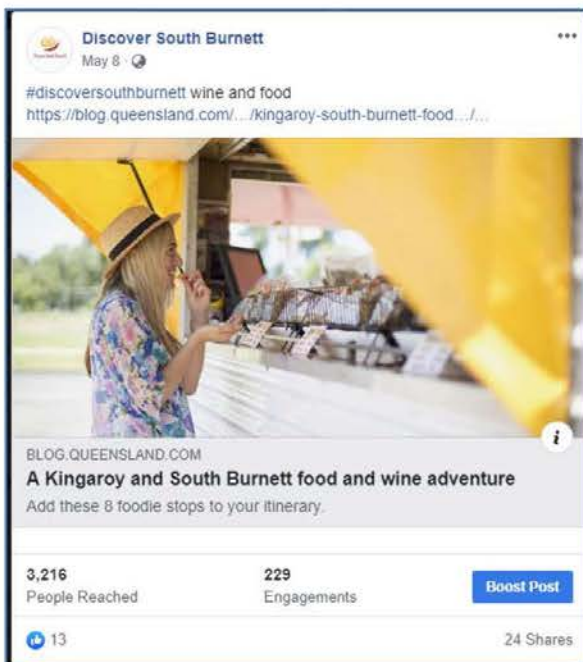 Discover South Burnett
May 8
#discoversouthburnett wine and food
https://blog.queensland.com/.../kingaroy-south-burnett-food.../...
i
BLOG.QUEENSLAND.COM
A Kingaroy and South Burnett food and wine adventure
Add these 8 foodie stops to your itinerary.
3,216
People Reached
229
Engagements
Boost Post
13
24 Shares